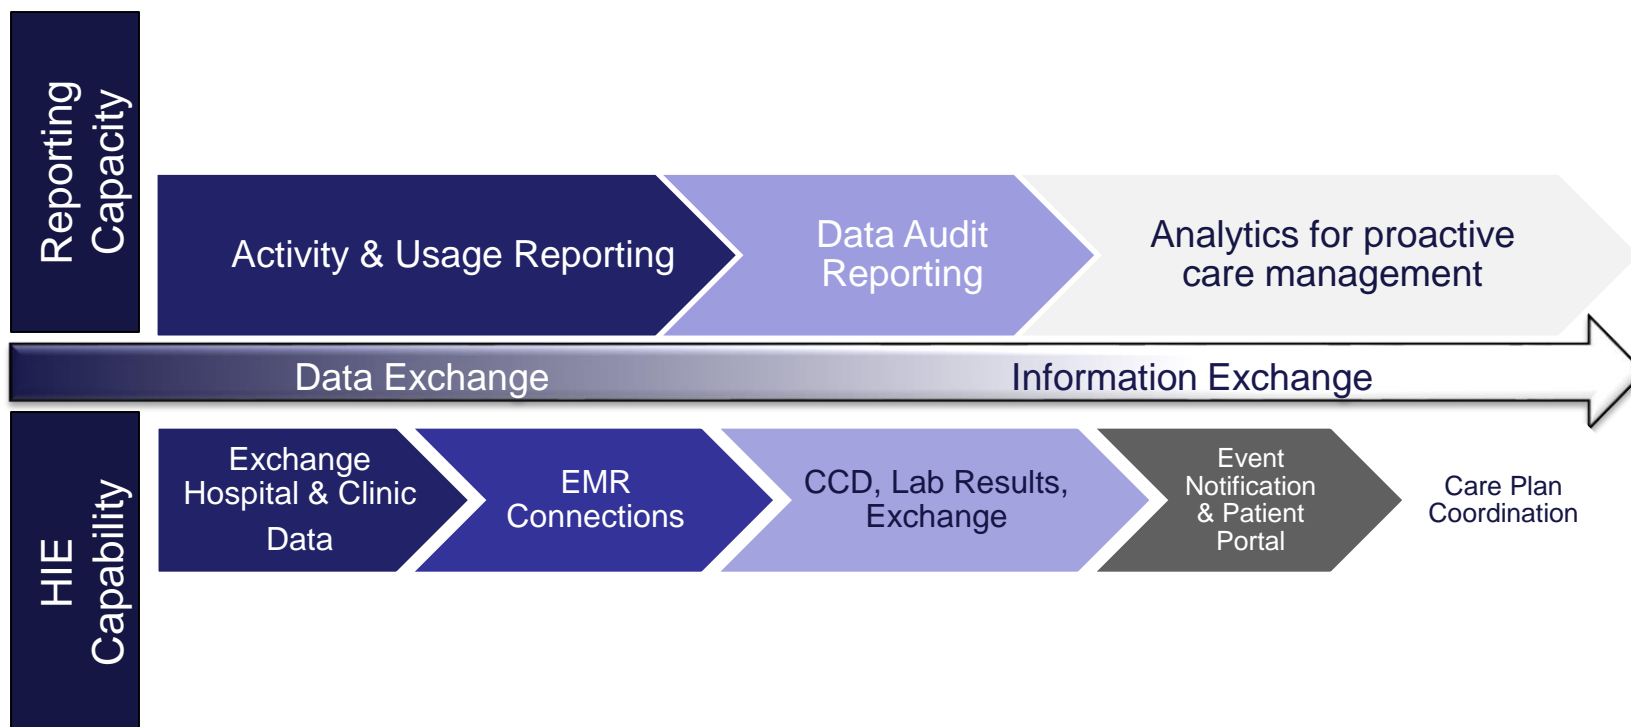 Reporting
Capacity
Activity & Usage Reporting
Data Audit
Reporting
Analytics for proactive
care management
Data Exchange
Information Exchange
HIE
Capability
Exchange
Hospital & Clinic
Data
EMR
Connections
CCD, Lab Results,
Exchange
Event
Notification
& Patient
Portal
Care Plan
Coordination